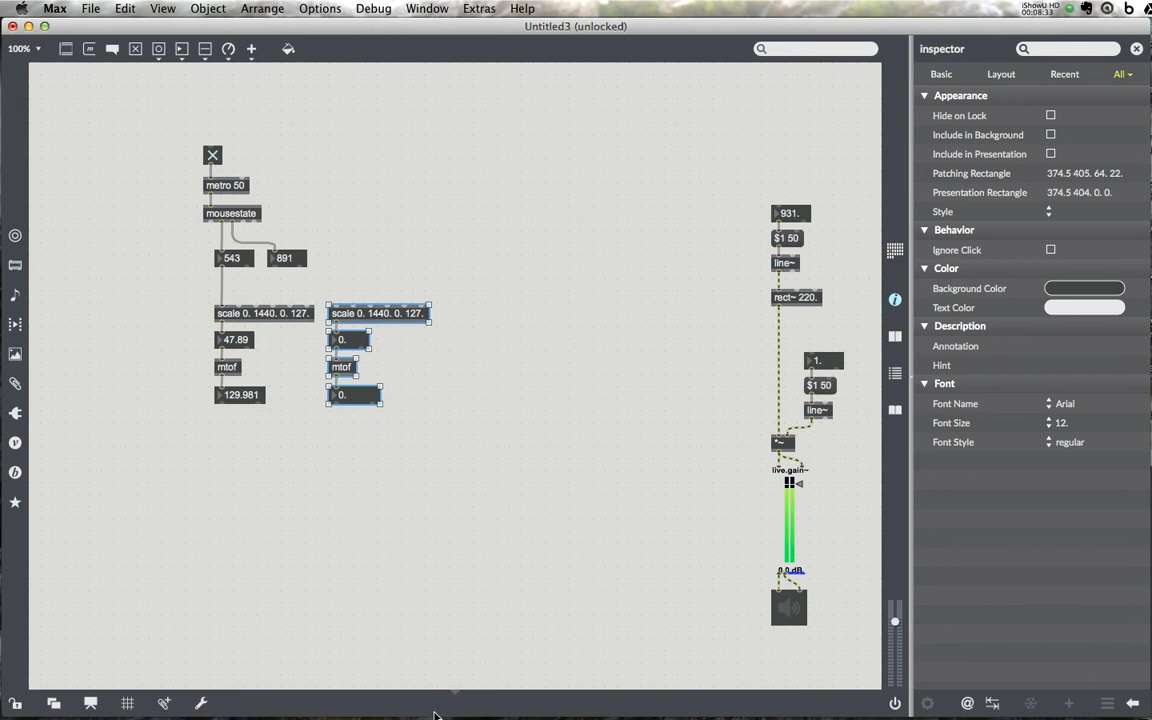 Max File Edit View Object Arrange Options Debug Window Extras Help
iShowU HD
00:08:33
Untitled3 (unlocked)
100%
inspector
Basic Layout Recent All
Appearance
Hide on Lock
Include in Background
Include in Presentation
Patching Rectangle 374.5 405. 64. 22.
Presentation Rectangle 374.5 404. 0. 0.
Style
Behavior
Ignore Click
Color
Background Color
Text Color
Description
Annotation
Hint
Font
Font Name Arial
Font Size 12.
Font Style regular
metro 50
mousestate
543 891
scale 0. 1440. 0. 127. scale 0. 1440. 0. 127.
47.89 0.
mtof mtof
129.981 0.
931.
$1 50
line~
rect~ 220.
1.
$1 50
line~
*~
live.gain~
0.0 dB